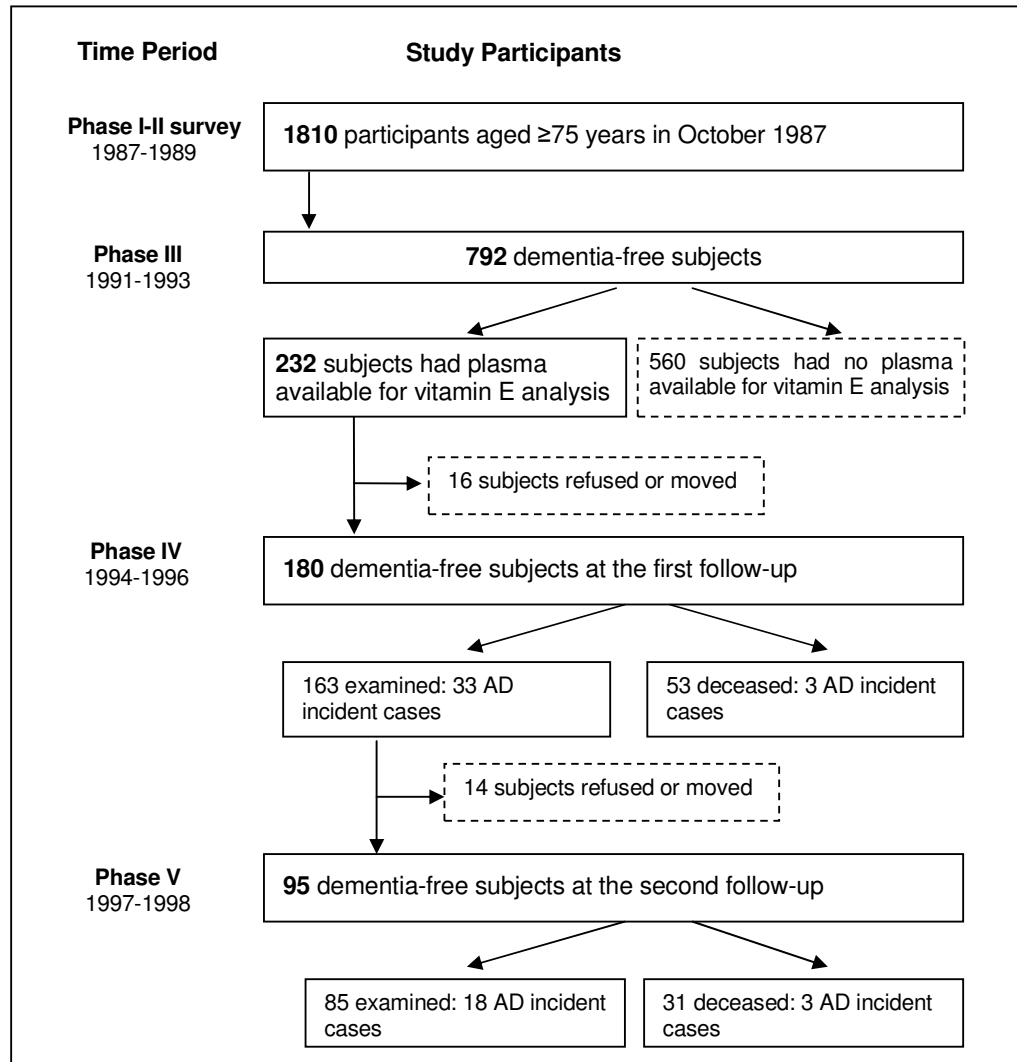 Time Period
Study Participants
Phase I-II survey
1987-1989
1810 participants aged ≥75 years in October 1987
Phase III
1991-1993
792 dementia-free subjects
232 subjects had plasma
available for vitamin E analysis
560 subjects had no plasma
available for vitamin E analysis
16 subjects refused or moved
Phase IV
1994-1996
180 dementia-free subjects at the first follow-up
163 examined: 33 AD
incident cases
53 deceased: 3 AD incident
cases
14 subjects refused or moved
Phase V
1997-1998
95 dementia-free subjects at the second follow-up
85 examined: 18 AD incident
cases
31 deceased: 3 AD incident
cases